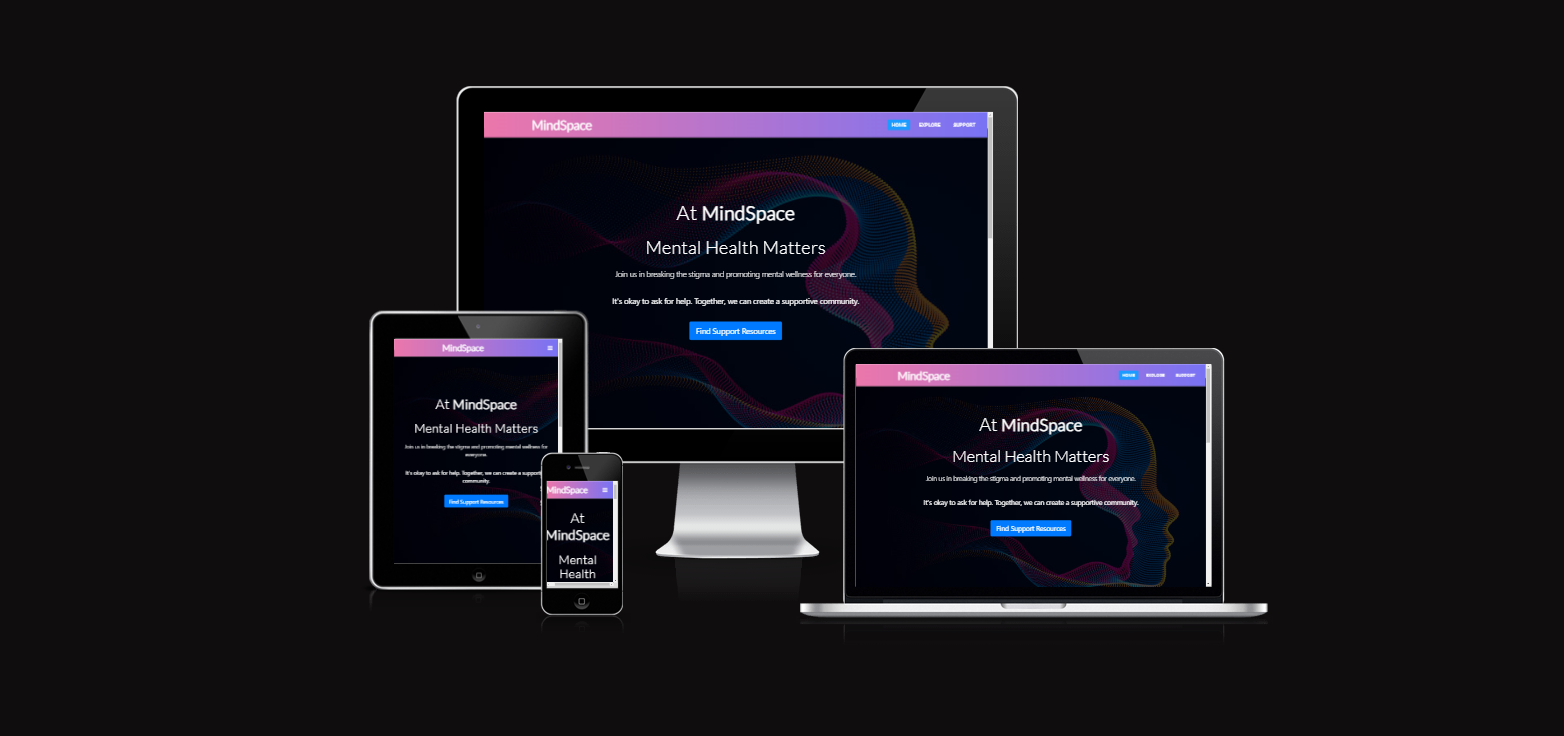 MindSpace HOME EXPLORE SUPPORT
At MindSpace
Mental Health Matters
Join us in breaking the stigma and promoting mental wellness for everyone.
It's okay to ask for help. Together, we can create a supportive community.
Find Support Resources
MindSpace
At MindSpace
Mental Health Matters
Join us in breaking the stigma and promoting mental wellness for
everyone.
It's okay to ask for help. Together, we can create a support
community.
Find Support Resources
MindSpace
At
MindSpace
Mental
Health
MindSpace HOME EXPLORE SUPPORT
At MindSpace
Mental Health Matters
Join us in breaking the stigma and promoting mental wellness for everyone.
It's okay to ask for help. Together, we can create a supportive community.
Find Support Resources